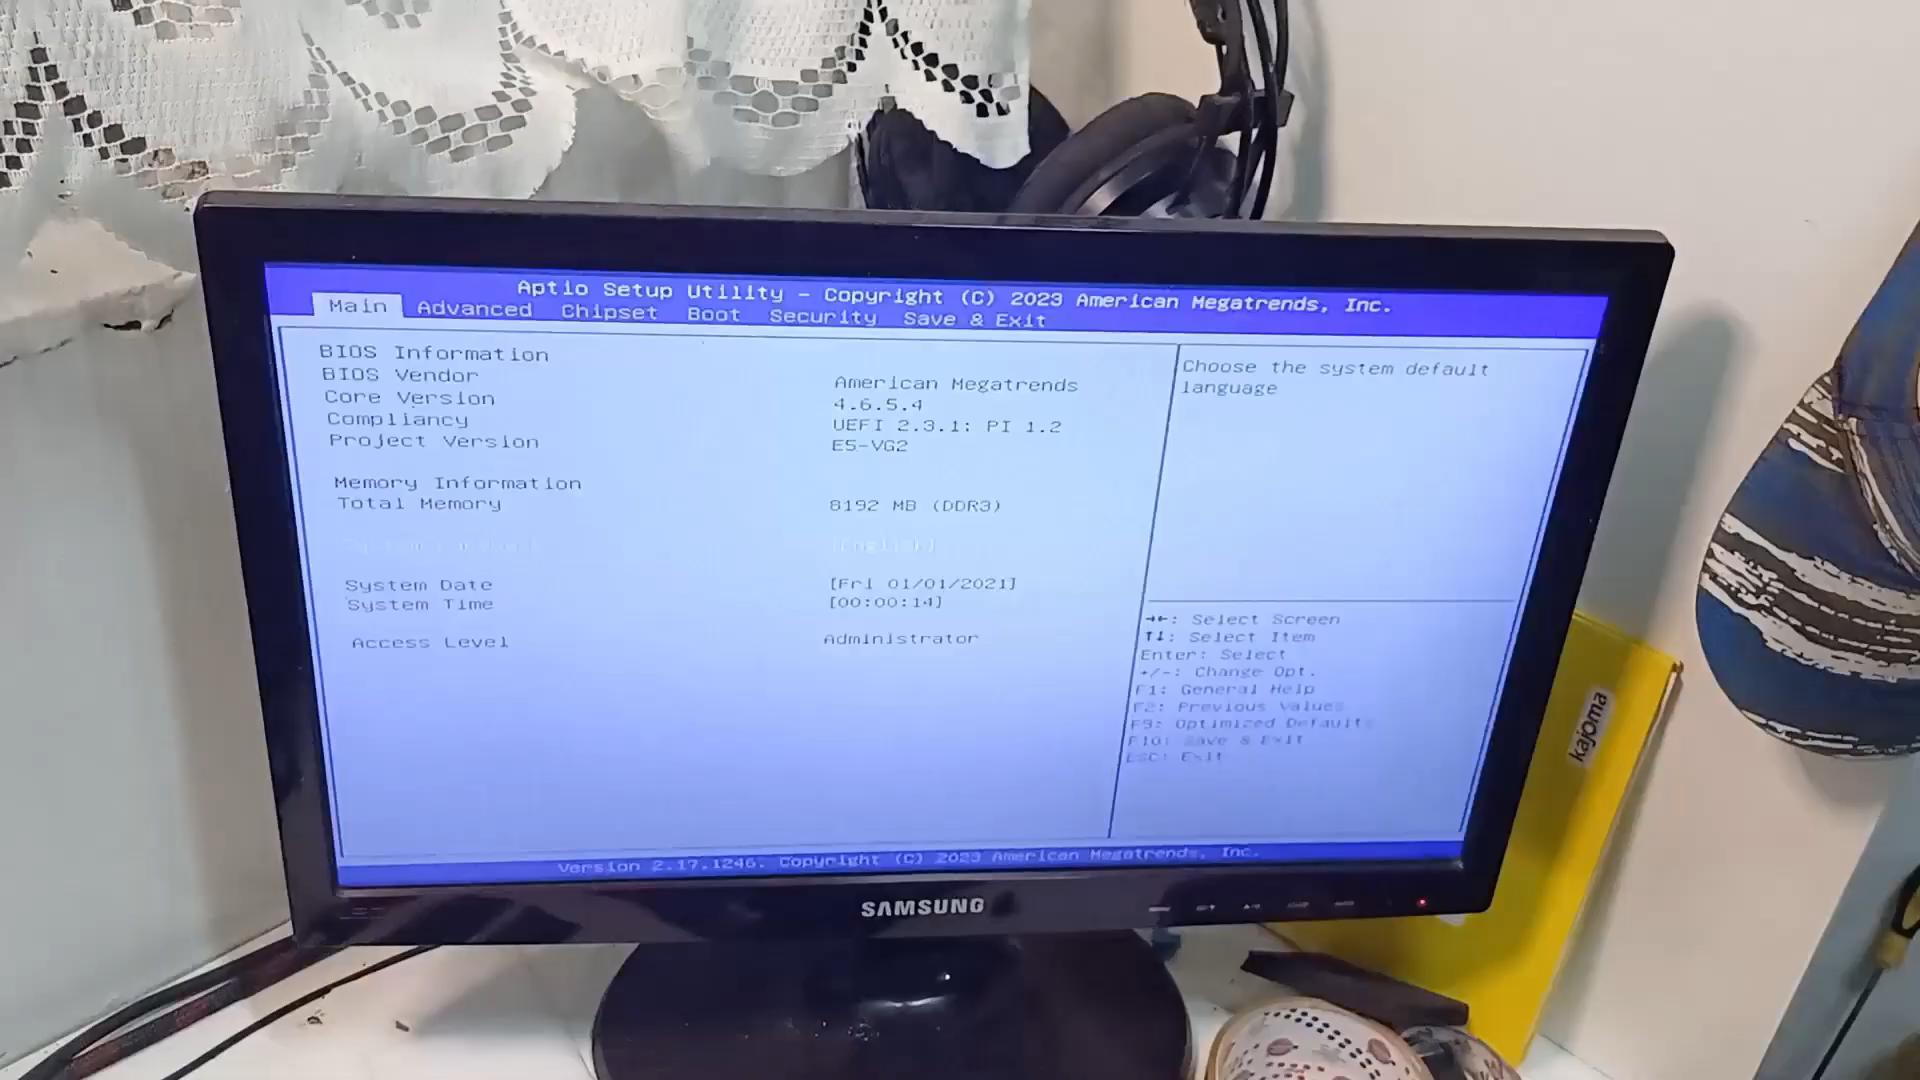 Aptio Setup Utility – Copyright (C) 2023 American Megatrends, Inc.
Main Advanced Chipset Boot Security Save & Exit
BIOS Information
BIOS Vendor American Megatrends
Core Version 4.6.5.4
Compliancy UEFI 2.3.1; PI 1.2
Project Version E5-VG2
Memory Information
Total Memory 8192 MB (DDR3)
System Language [English]
System Date [Fri 01/01/2021]
System Time [00:00:14]
Access Level Administrator
Choose the system default
language
→←: Select Screen
↑↓: Select Item
Enter: Select
+/-: Change Opt.
F1: General Help
F2: Previous Values
F9: Optimized Defaults
F10: Save & Exit
ESC: Exit
Version 2.17.1246. Copyright (C) 2023 American Megatrends, Inc.
SAMSUNG
kajoma